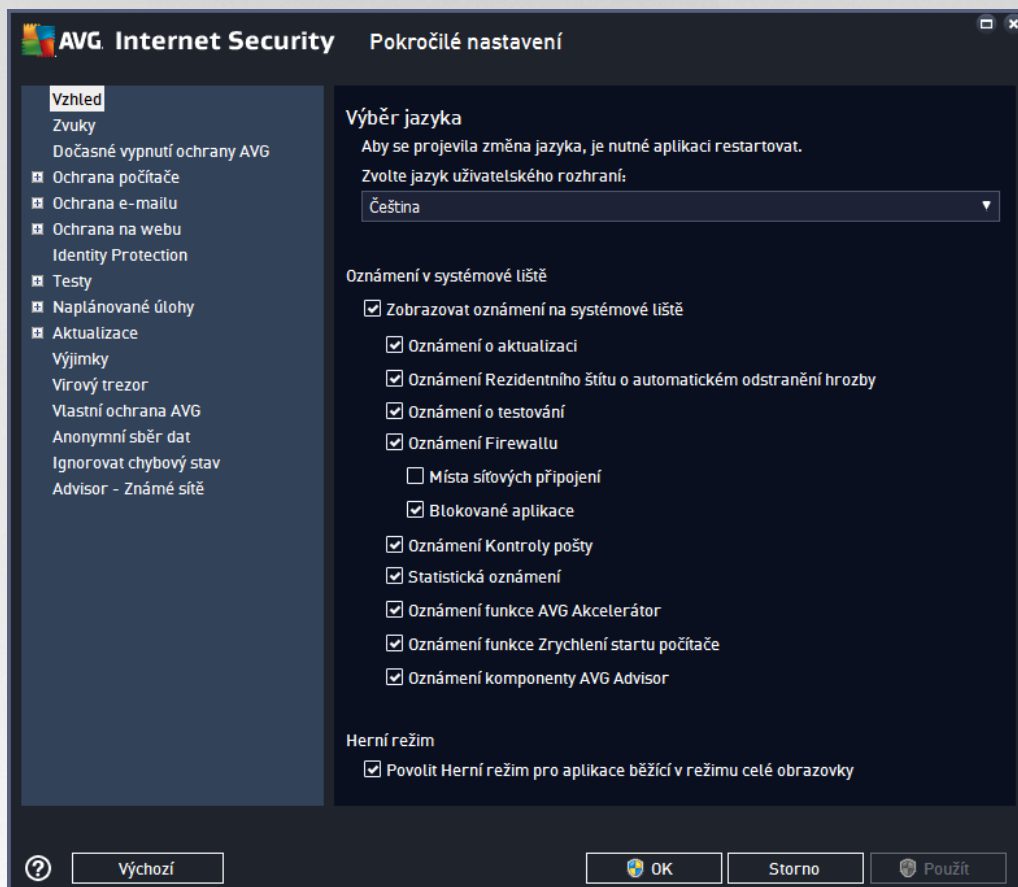 AVG. Internet Security Pokročilé nastavení
Vzhled
Zvuky
Dočasné vypnutí ochrany AVG
Ochrana počítače
Ochrana e-mailu
Ochrana na webu
Identity Protection
Testy
Naplánované úlohy
Aktualizace
Výjimky
Virový trezor
Vlastní ochrana AVG
Anonymní sběr dat
Ignorovat chybový stav
Advisor - Známé sítě
Výběr jazyka
Aby se projevila změna jazyka, je nutné aplikaci restartovat.
Zvolte jazyk uživatelského rozhraní:
Čeština
Oznámení v systémové liště
Zobrazovat oznámení na systémové liště
Oznámení o aktualizaci
Oznámení Rezidentního štítu o automatickém odstranění hrozby
Oznámení o testování
Oznámení Firewallu
Místa síťových připojení
Blokované aplikace
Oznámení Kontroly pošty
Statistická oznámení
Oznámení funkce AVG Akcelerátor
Oznámení funkce Zrychlení startu počítače
Oznámení komponenty AVG Advisor
Herní režim
Povolit Herní režim pro aplikace běžící v režimu celé obrazovky
? Výchozí OK Storno Použít